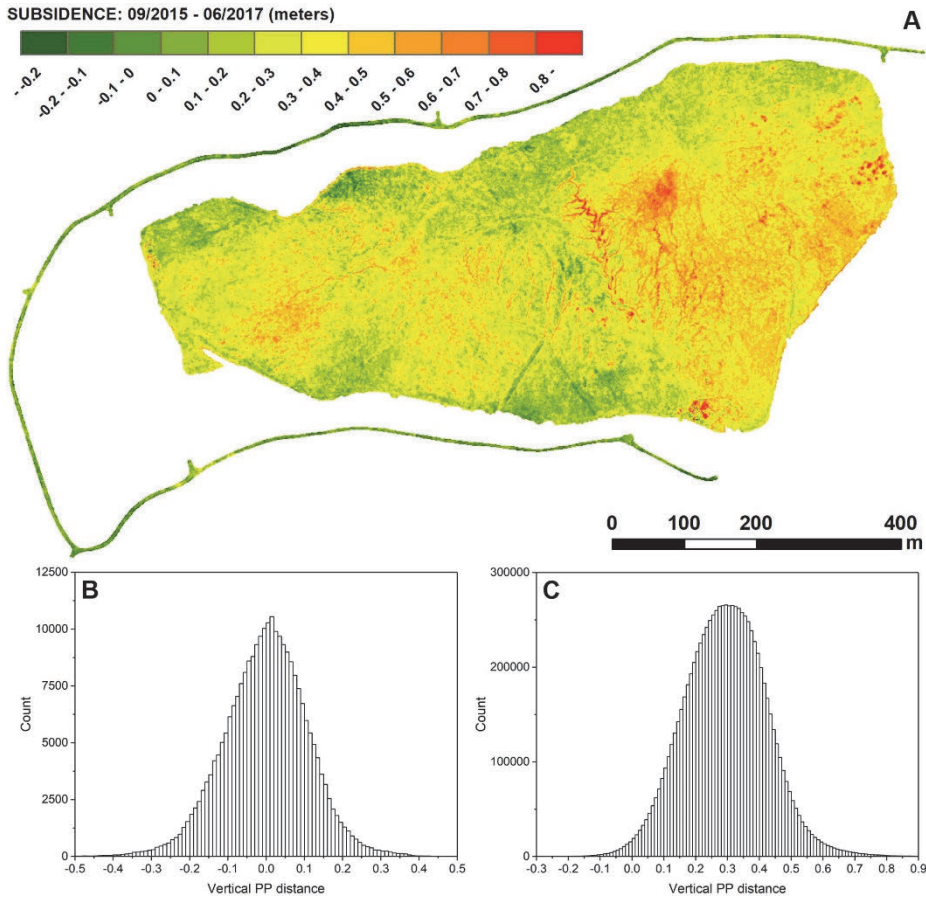 SUBSIDENCE: 09/2015 - 06/2017 (meters)
A
- -0.2
-0.2 - -0.1
-0.1 - 0
0 - 0.1
0.1 - 0.2
0.2 - 0.3
0.3 - 0.4
0.4 - 0.5
0.5 - 0.6
0.6 - 0.7
0.7 - 0.8
0.8 -
0 100 200 400
m
B
12500
10000
7500
5000
2500
0
Count
-0.5 -0.4 -0.3 -0.2 -0.1 0.0 0.1 0.2 0.3 0.4 0.5
Vertical PP distance
C
300000
200000
100000
0
Count
-0.3 -0.2 -0.1 0.0 0.1 0.2 0.3 0.4 0.5 0.6 0.7 0.8 0.9
Vertical PP distance